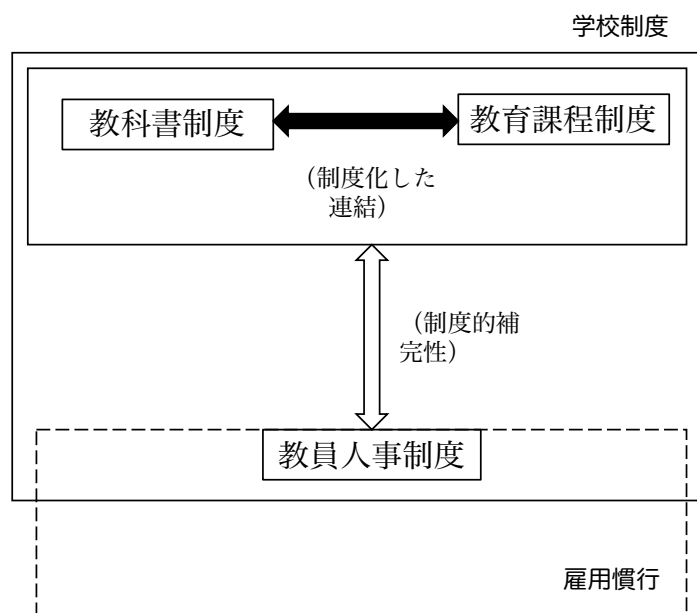 学校制度
教科書制度
教育課程制度
（制度化した
連結）
（制度的補
完性）
教員人事制度
雇用慣行